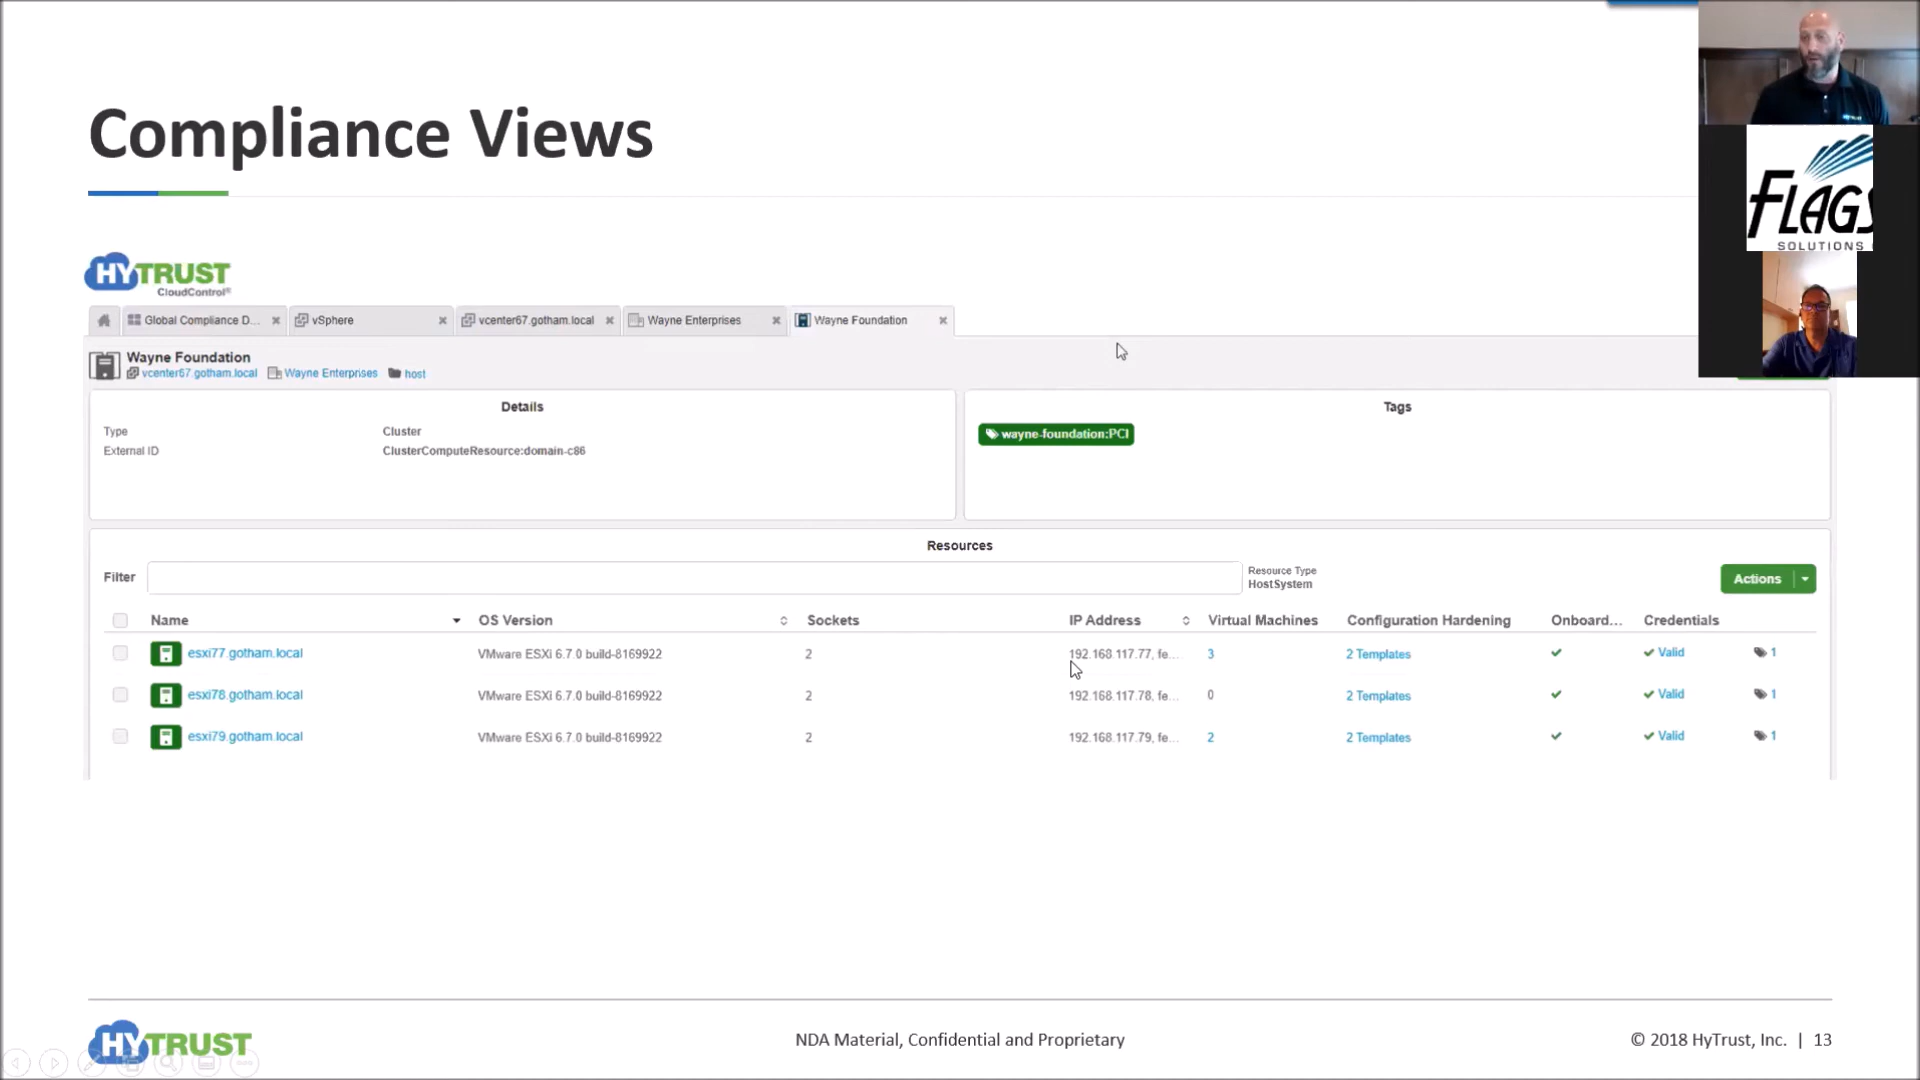 Compliance Views
FLAGS
SOLUTIONS
HYTRUST
CloudControl®
Global Compliance D...
vSphere
vcenter67.gotham.local
Wayne Enterprises
Wayne Foundation
Wayne Foundation
vcenter67.gotham.local Wayne Enterprises host
Details
Tags
Type Cluster
External ID ClusterComputeResource:domain-c86
wayne-foundation:PCI
Resources
Filter
Resource Type
HostSystem
Actions
Name OS Version Sockets IP Address Virtual Machines Configuration Hardening Onboard... Credentials
esxi77.gotham.local VMware ESXi 6.7.0 build-8169922 2 192.168.117.77, fe... 3 2 Templates Valid 1
esxi78.gotham.local VMware ESXi 6.7.0 build-8169922 2 192.168.117.78, fe... 0 2 Templates Valid 1
esxi79.gotham.local VMware ESXi 6.7.0 build-8169922 2 192.168.117.79, fe... 2 2 Templates Valid 1
HYTRUST
NDA Material, Confidential and Proprietary
© 2018 HyTrust, Inc. | 13